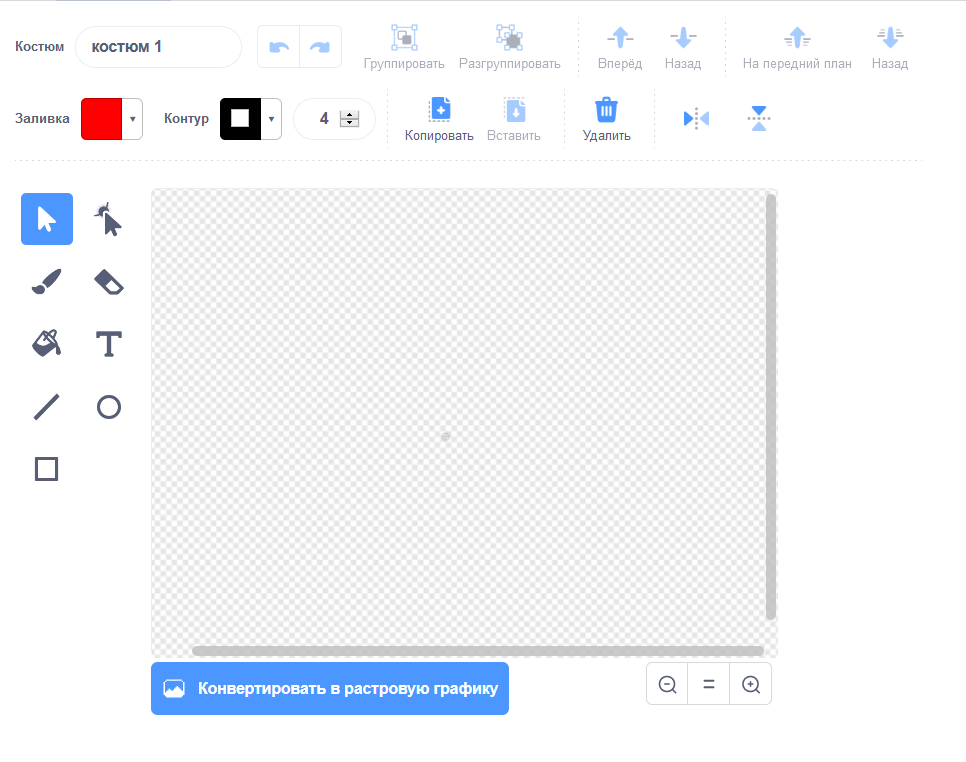 Костюм костюм 1 Группировать Разгруппировать Вперёд Назад На передний план Назад
Заливка Контур 4 Копировать Вставить Удалить
Конвертировать в растровую графику